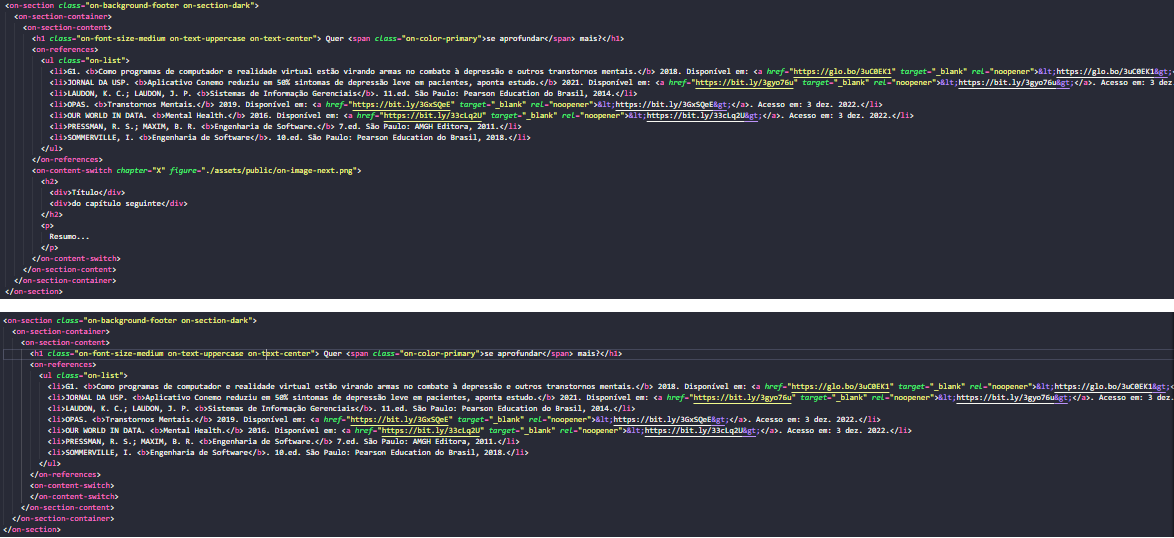 <on-section class="on-background-footer on-section-dark">
<on-section-container>
<on-section-content>
<h1 class="on-font-size-medium on-text-uppercase on-text-center"> Quer <span class="on-color-primary">se aprofundar</span> mais?</h1>
<on-references>
<ul class="on-list">
<li>G1. <b>Como programas de computador e realidade virtual estão virando armas no combate à depressão e outros transtornos mentais.</b> 2018. Disponível em: <a href="https://glo.bo/3uC0EK1" target="_blank" rel="noopener">&lt;https://glo.bo/3uC0EK1&gt;
<li>JORNAL DA USP. <b>Aplicativo Conemo reduziu em 50% sintomas de depressão leve em pacientes, aponta estudo.</b> 2021. Disponível em: <a href="https://bit.ly/3gyo76u" target="_blank" rel="noopener">&lt;https://bit.ly/3gyo76u&gt;</a>. Acesso em: 3 dez.
<li>LAUDON, K. C.; LAUDON, J. P. <b>Sistemas de Informação Gerenciais</b>. 11.ed. São Paulo: Pearson Education do Brasil, 2014.</li>
<li>OPAS. <b>Transtornos Mentais.</b> 2019. Disponível em: <a href="https://bit.ly/3GxSQeE" target="_blank" rel="noopener">&lt;https://bit.ly/3GxSQeE&gt;</a>. Acesso em: 3 dez. 2022.</li>
<li>OUR WORLD IN DATA. <b>Mental Health.</b> 2016. Disponível em: <a href="https://bit.ly/33cLq2U" target="_blank" rel="noopener">&lt;https://bit.ly/33cLq2U&gt;</a>. Acesso em: 3 dez. 2022.</li>
<li>PRESSMAN, R. S.; MAXIM, B. R. <b>Engenharia de Software.</b> 7.ed. São Paulo: AMGH Editora, 2011.</li>
<li>SOMMERVILLE, I. <b>Engenharia de Software</b>. 10.ed. São Paulo: Pearson Education do Brasil, 2018.</li>
</ul>
</on-references>
<on-content-switch chapter="X" figure="./assets/public/on-image-next.png">
<h2>
<div>Título</div>
<div>do capítulo seguinte</div>
</h2>
<p>
Resumo...
</p>
</on-content-switch>
</on-section-content>
</on-section-container>
</on-section>
<on-section class="on-background-footer on-section-dark">
<on-section-container>
<on-section-content>
<h1 class="on-font-size-medium on-text-uppercase on-text-center"> Quer <span class="on-color-primary">se aprofundar</span> mais?</h1>
<on-references>
<ul class="on-list">
<li>G1. <b>Como programas de computador e realidade virtual estão virando armas no combate à depressão e outros transtornos mentais.</b> 2018. Disponível em: <a href="https://glo.bo/3uC0EK1" target="_blank" rel="noopener">&lt;https://glo.bo/3uC0EK1&gt;
<li>JORNAL DA USP. <b>Aplicativo Conemo reduziu em 50% sintomas de depressão leve em pacientes, aponta estudo.</b> 2021. Disponível em: <a href="https://bit.ly/3gyo76u" target="_blank" rel="noopener">&lt;https://bit.ly/3gyo76u&gt;</a>. Acesso em: 3 dez.
<li>LAUDON, K. C.; LAUDON, J. P. <b>Sistemas de Informação Gerenciais</b>. 11.ed. São Paulo: Pearson Education do Brasil, 2014.</li>
<li>OPAS. <b>Transtornos Mentais.</b> 2019. Disponível em: <a href="https://bit.ly/3GxSQeE" target="_blank" rel="noopener">&lt;https://bit.ly/3GxSQeE&gt;</a>. Acesso em: 3 dez. 2022.</li>
<li>OUR WORLD IN DATA. <b>Mental Health.</b> 2016. Disponível em: <a href="https://bit.ly/33cLq2U" target="_blank" rel="noopener">&lt;https://bit.ly/33cLq2U&gt;</a>. Acesso em: 3 dez. 2022.</li>
<li>PRESSMAN, R. S.; MAXIM, B. R. <b>Engenharia de Software.</b> 7.ed. São Paulo: AMGH Editora, 2011.</li>
<li>SOMMERVILLE, I. <b>Engenharia de Software</b>. 10.ed. São Paulo: Pearson Education do Brasil, 2018.</li>
</ul>
</on-references>
<on-content-switch>
</on-content-switch>
</on-section-content>
</on-section-container>
</on-section>